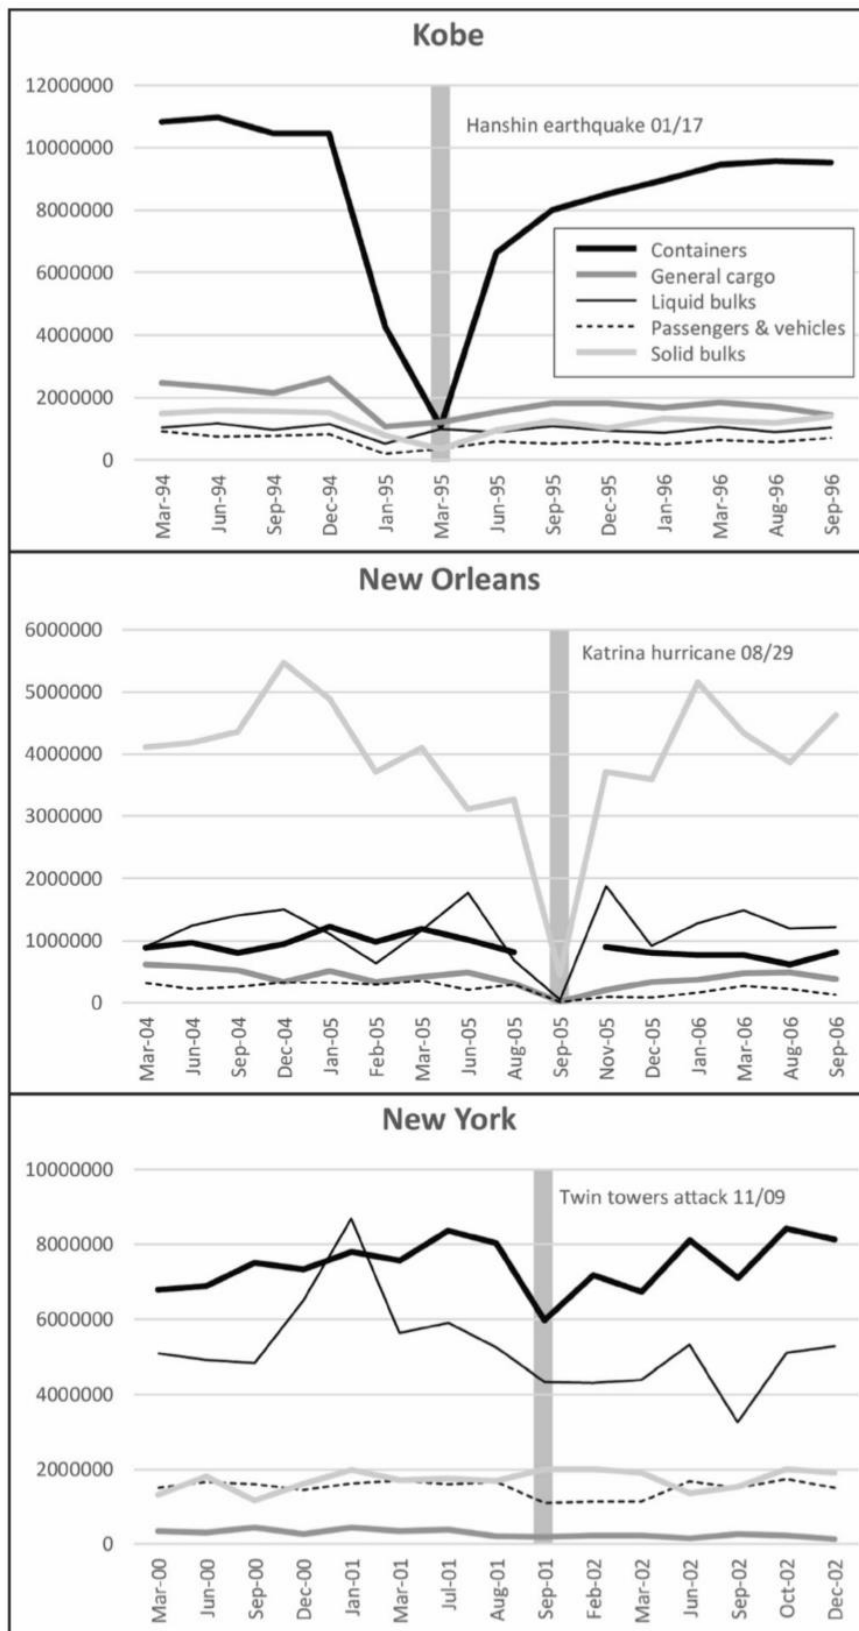 Kobe
12000000
Hanshin earthquake 01/17
10000000
8000000
Containers
General cargo
6000000
Liquid bulks
Passengers & vehicles
4000000
Solid bulks
2000000
0
Mar-94 Jun-94 Sep-94 Dec-94 Jan-95 Mar-95 Jun-95 Sep-95 Dec-95 Jan-96 Mar-96 Aug-96 Sep-96
New Orleans
6000000
Katrina hurricane 08/29
5000000
4000000
3000000
2000000
1000000
0
Mar-04 Jun-04 Sep-04 Dec-04 Jan-05 Feb-05 Mar-05 Jun-05 Aug-05 Sep-05 Nov-05 Dec-05 Jan-06 Mar-06 Aug-06 Sep-06
New York
10000000
Twin towers attack 11/09
8000000
6000000
4000000
2000000
0
Mar-00 Jun-00 Sep-00 Dec-00 Jan-01 Mar-01 Jul-01 Aug-01 Sep-01 Feb-02 Mar-02 Jun-02 Sep-02 Oct-02 Dec-02